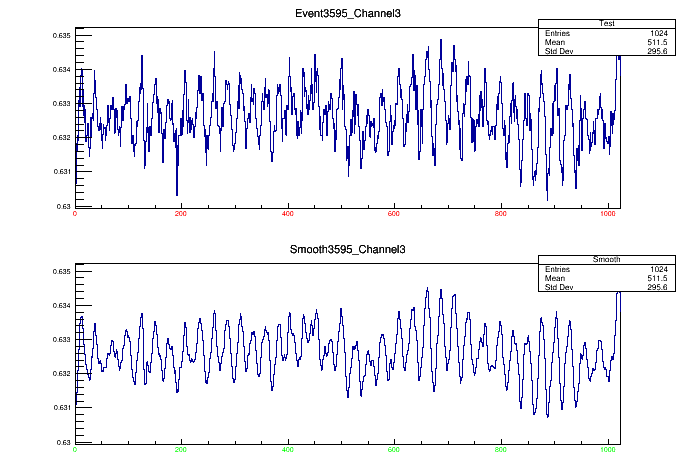 Event3595_Channel3
Test
Entries 1024
Mean 511.5
Std Dev 295.6
0.635
0.634
0.633
0.632
0.631
0.63
0 200 400 600 800 1000
Smooth3595_Channel3
Smooth
Entries 1024
Mean 511.5
Std Dev 295.6
0.635
0.634
0.633
0.632
0.631
0.63
0 200 400 600 800 1000